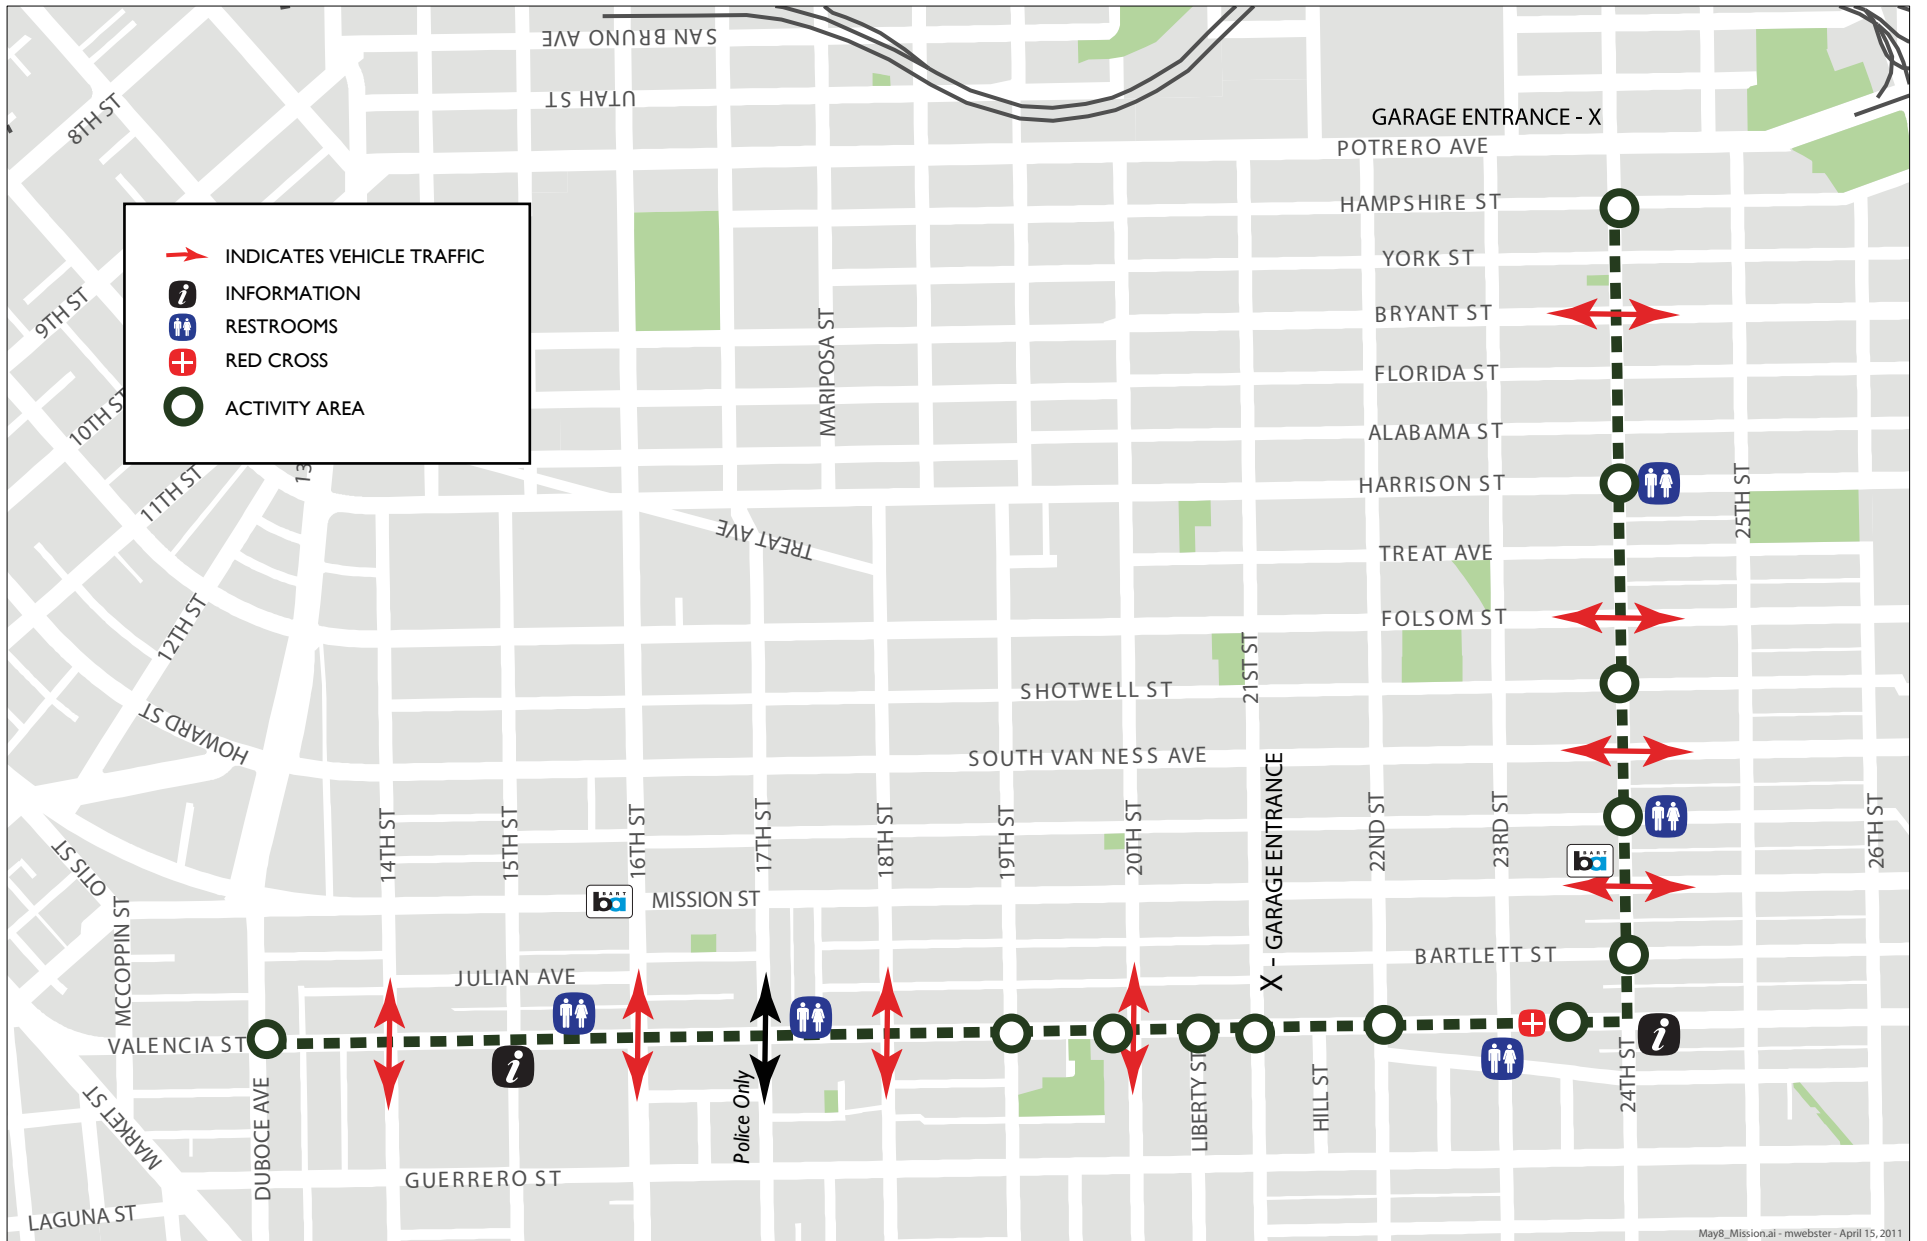 SAN BRUNO AVE
UTAH ST
8TH ST
GARAGE ENTRANCE - X
POTRERO AVE
HAMPSHIRE ST
YORK ST
BRYANT ST
FLORIDA ST
ALABAMA ST
HARRISON ST
TREAT AVE
FOLSOM ST
INDICATES VEHICLE TRAFFIC
i INFORMATION
RESTROOMS
RED CROSS
ACTIVITY AREA
9TH ST
10TH ST
11TH ST
13
12TH ST
MARIPOSA ST
TREAT AVE
25TH ST
21ST ST
SHOTWELL ST
HOWARD ST
SOUTH VAN NESS AVE
X - GARAGE ENTRANCE
OTIS ST
14TH ST
15TH ST
16TH ST
17TH ST
18TH ST
19TH ST
20TH ST
22ND ST
23RD ST
26TH ST
BART
ba
BART
ba
MISSION ST
MCCOPPIN ST
JULIAN AVE
BARTLETT ST
VALENCIA ST
i
i
Police Only
LIBERTY ST
HILL ST
24TH ST
MARKET ST
DUBOCE AVE
GUERRERO ST
LAGUNA ST
May8_Mission.ai - mwebster - April 15, 2011